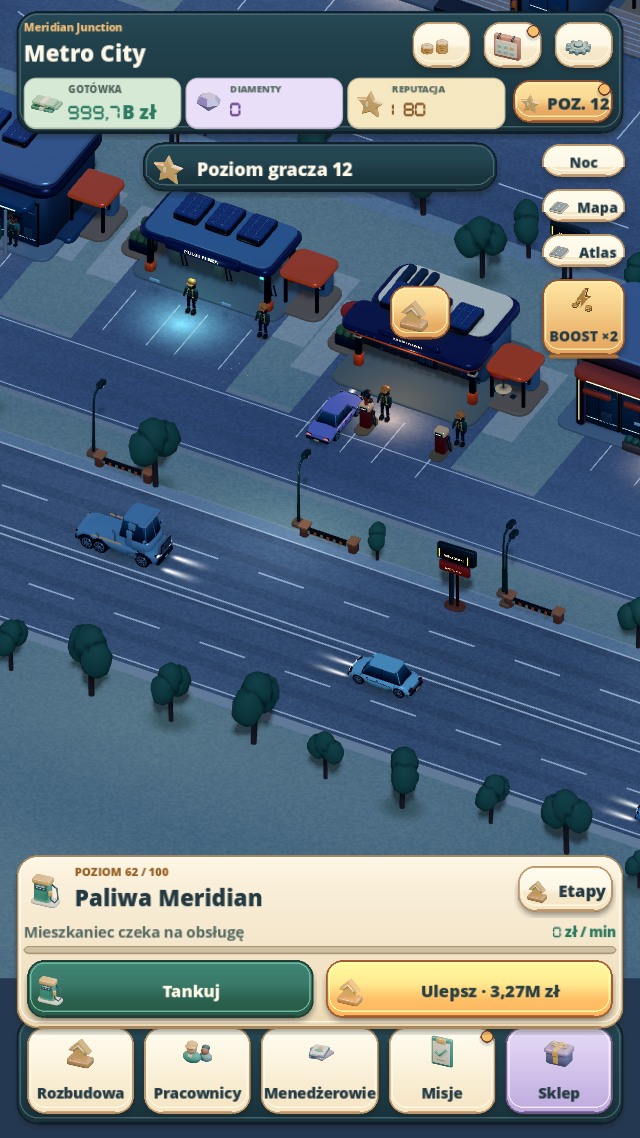 Meridian Junction
Metro City
GOTÓWKA
999,7B zł
DIAMENTY
0
REPUTACJA
180
POZ. 12
Poziom gracza 12
Noc
Mapa
Atlas
BOOST ×2
POZIOM 62 / 100
Paliwa Meridian
Etapy
Mieszkaniec czeka na obsługę
0 zł / min
Tankuj
Ulepsz · 3,27M zł
Rozbudowa
Pracownicy
Menedżerowie
Misje
Sklep